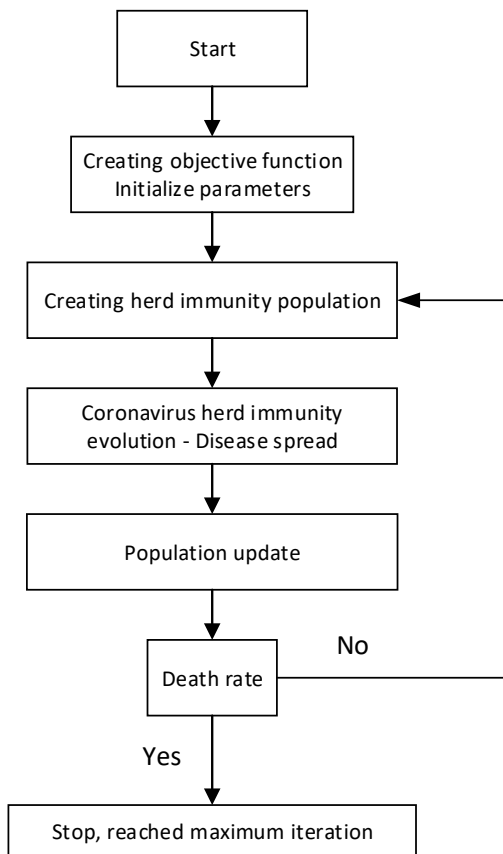 Start
Creating objective function
Initialize parameters
Creating herd immunity population
Coronavirus herd immunity
evolution - Disease spread
Population update
Death rate
No
Yes
Stop, reached maximum iteration